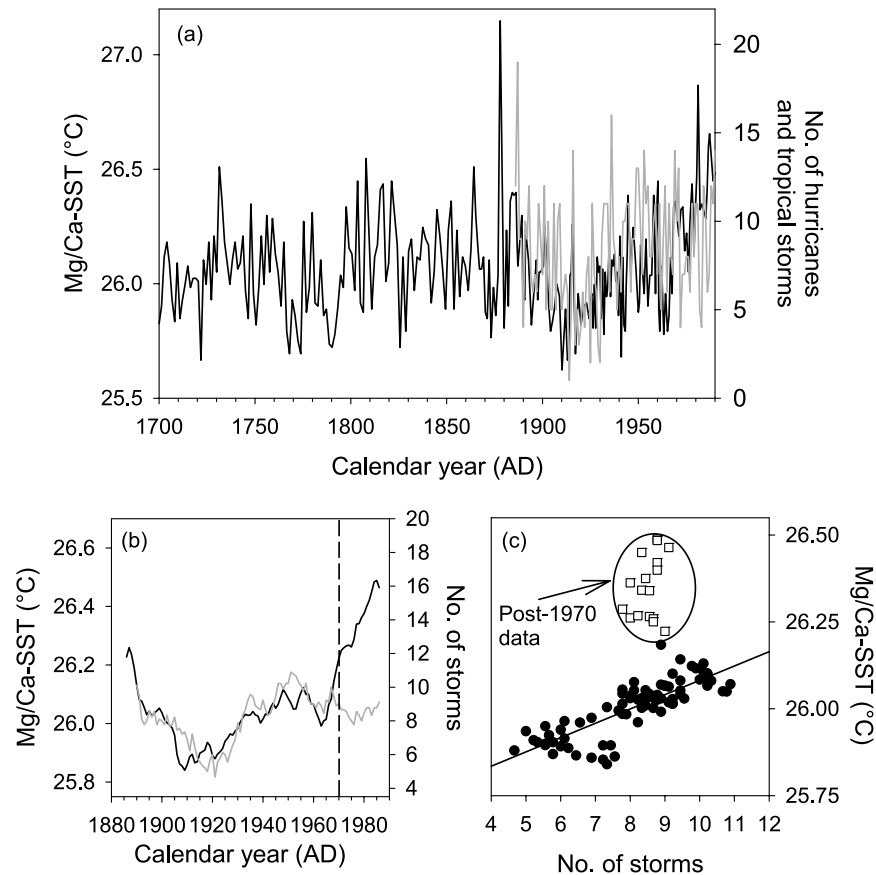 (a)
27.0
26.5
26.0
25.5
Mg/Ca-SST (°C)
20
15
10
5
0
No. of hurricanes
and tropical storms
1700
1750
1800
1850
1900
1950
Calendar year (AD)
(b)
26.6
26.4
26.2
26.0
25.8
Mg/Ca-SST (°C)
20
18
16
14
12
10
8
6
4
No. of storms
1880 1900 1920 1940 1960 1980
Calendar year (AD)
(c)
Post-1970
data
26.50
26.25
26.00
25.75
Mg/Ca-SST (°C)
4 5 6 7 8 9 10 11 12
No. of storms